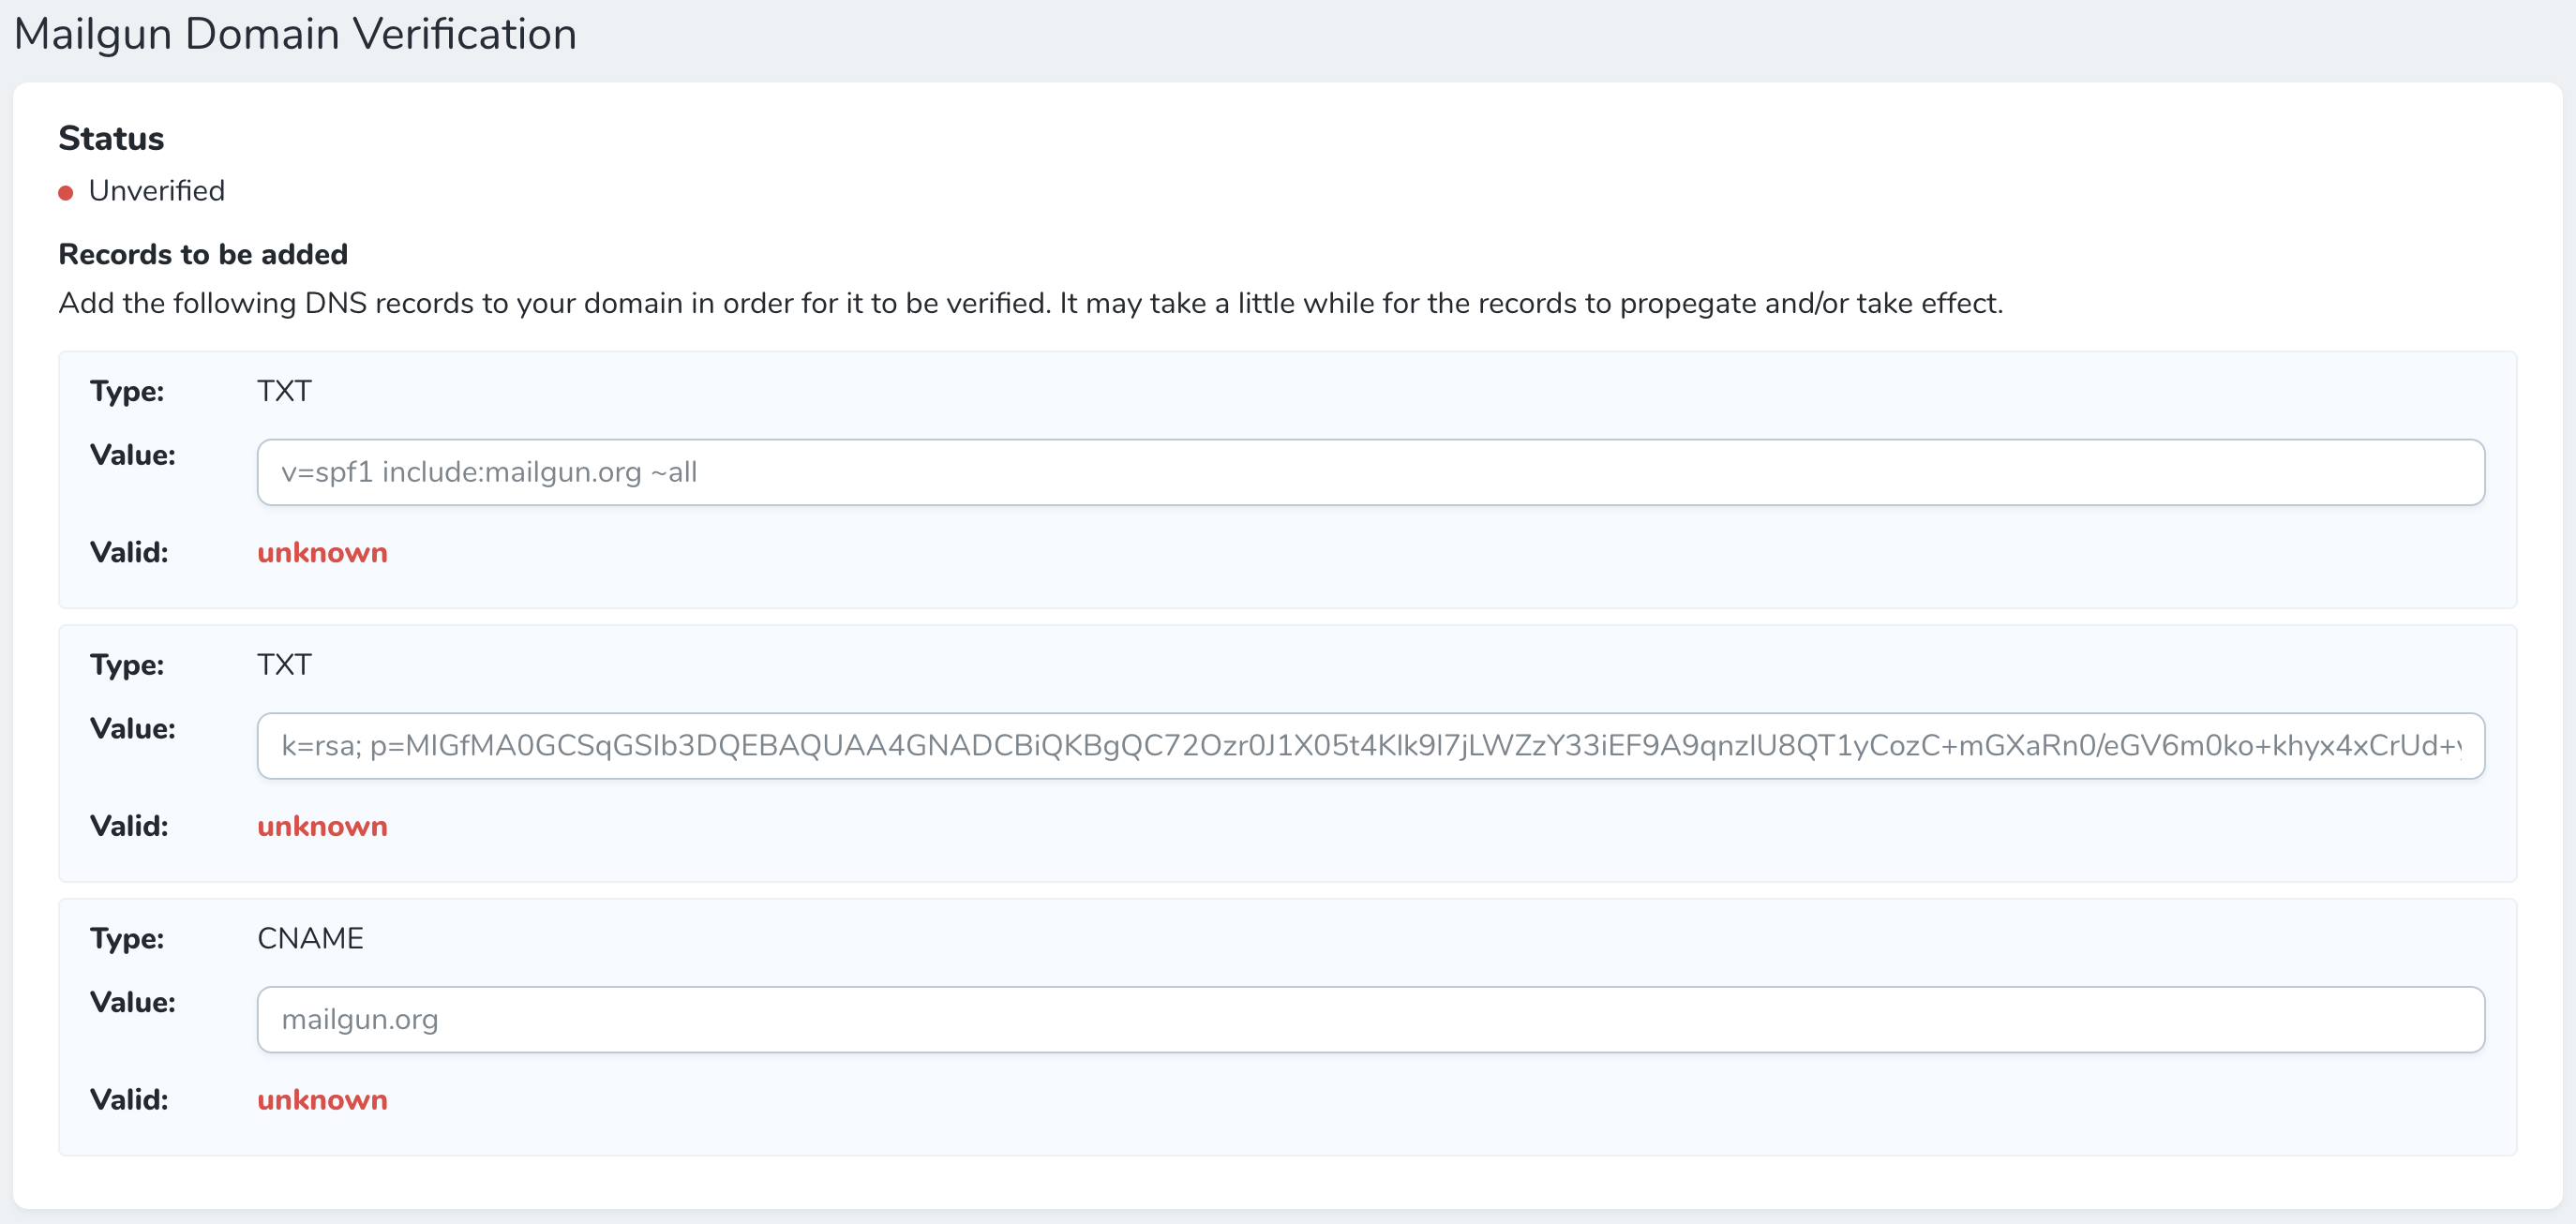 Mailgun Domain Verification
Status
Unverified
Records to be added
Add the following DNS records to your domain in order for it to be verified. It may take a little while for the records to propegate and/or take effect.
Type: TXT
Value: v=spf1 include:mailgun.org ~all
Valid: unknown
Type: TXT
Value: k=rsa; p=MIGfMA0GCSqGSIb3DQEBAQUAA4GNADCBiQKBgQC72Ozr0J1X05t4KIk9I7jLWZzY33iEF9A9qnzIU8QT1yCozC+mGXaRn0/eGV6m0ko+khyx4xCrUd+
Valid: unknown
Type: CNAME
Value: mailgun.org
Valid: unknown